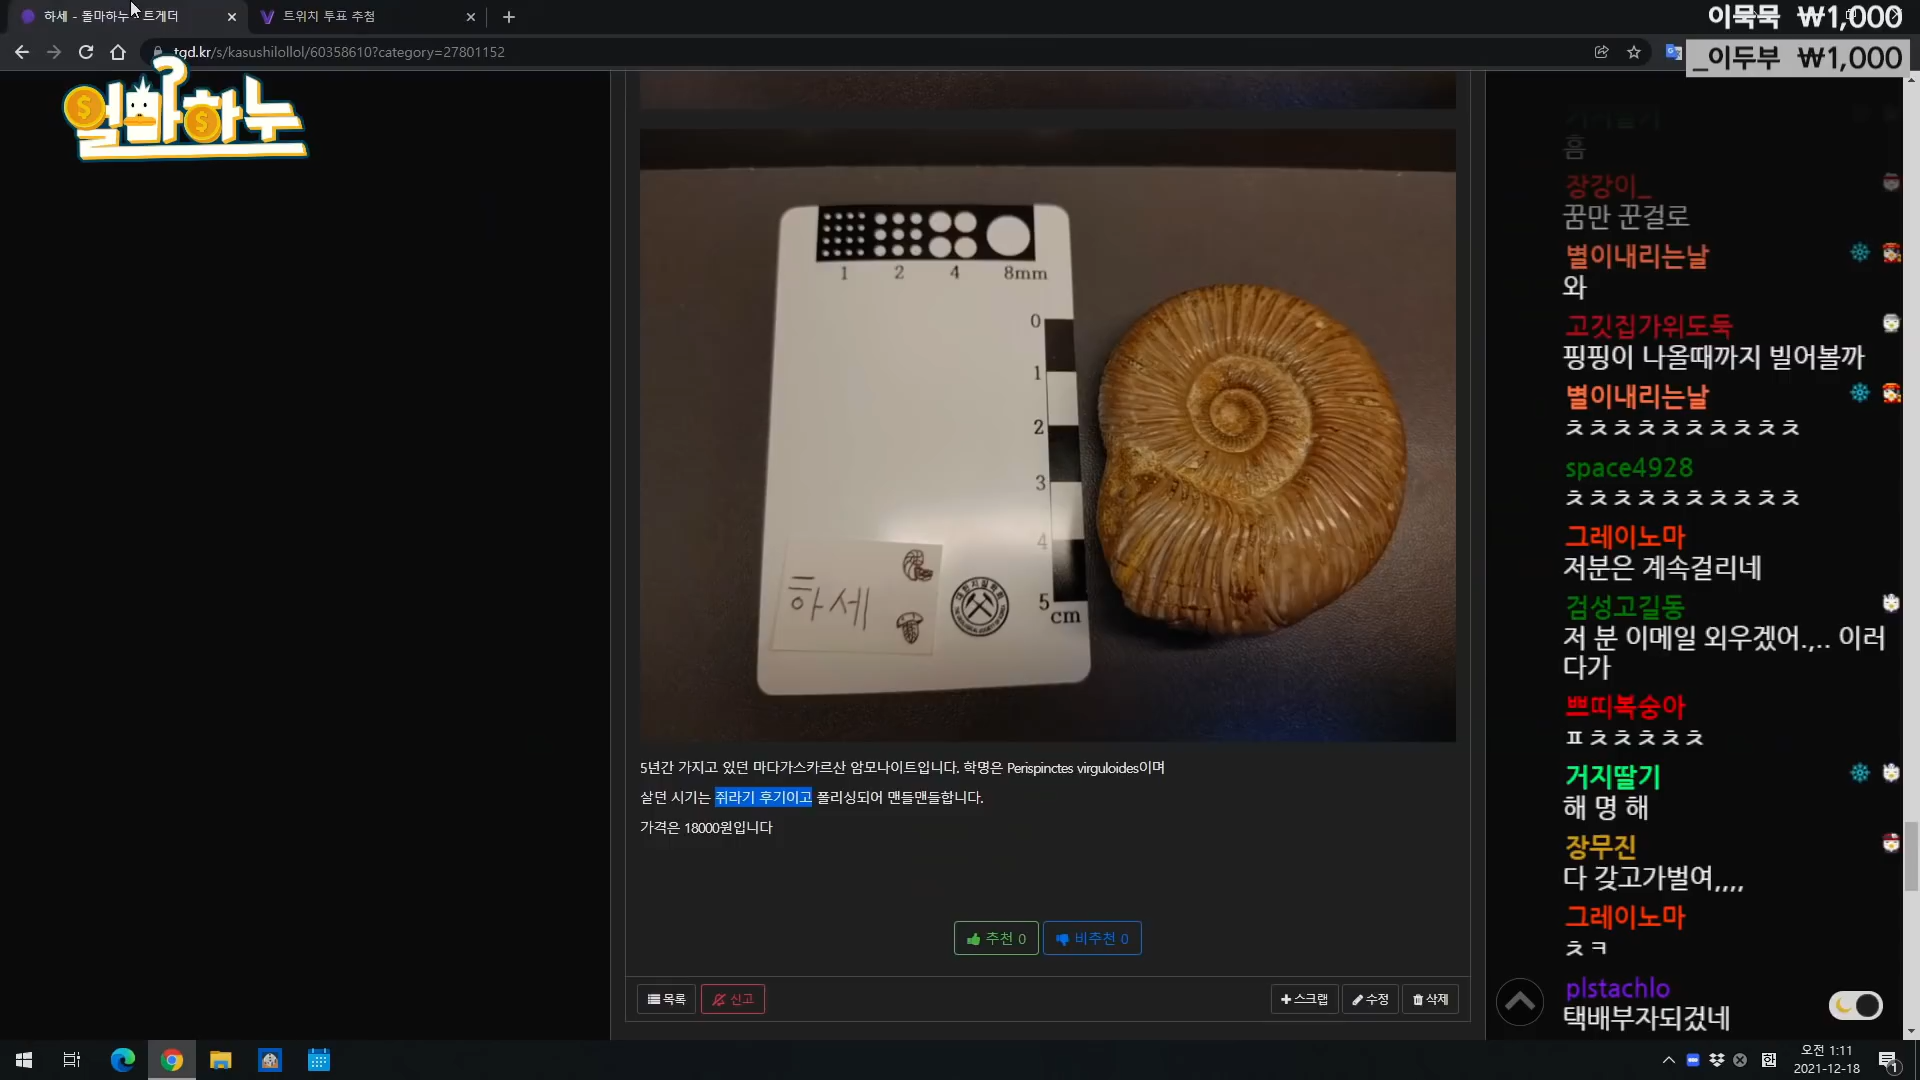 하세 - 돌마하누 - 트게더
트위치 투표 추첨
tgd.kr/s/kasushilollol/60358610?category=27801152
이묵묵 ₩1,000
_이두부 ₩1,000
얼마하누
1 2 4 8mm
0
1
2
3
4
5
cm
하세
5년간 가지고 있던 마다가스카르산 암모나이트입니다. 학명은 Perispinctes virguloides이며
살던 시기는 쥐라기 후기이고 폴리싱되어 맨들맨들합니다.
가격은 18000원입니다
추천 0
비추천 0
목록
신고
스크랩
수정
삭제
흠
장강이_
꿈만 꾼걸로
별이내리는날
와
고깃집가위도둑
핑핑이 나올때까지 빌어볼까
별이내리는날
ㅊㅊㅊㅊㅊㅊㅊㅊㅊㅊ
space4928
ㅊㅊㅊㅊㅊㅊㅊㅊㅊㅊ
그레이노마
저분은 계속걸리네
검성고길동
저 분 이메일 외우겠어.,.. 이러
다가
쁘띠복숭아
ㅍㅊㅊㅊㅊㅊ
거지딸기
해 명 해
장무진
다 갖고가벌여,,,,
그레이노마
ㅊㅋ
plstachlo
택배부자되겄네
한
오전 1:11
2021-12-18
1